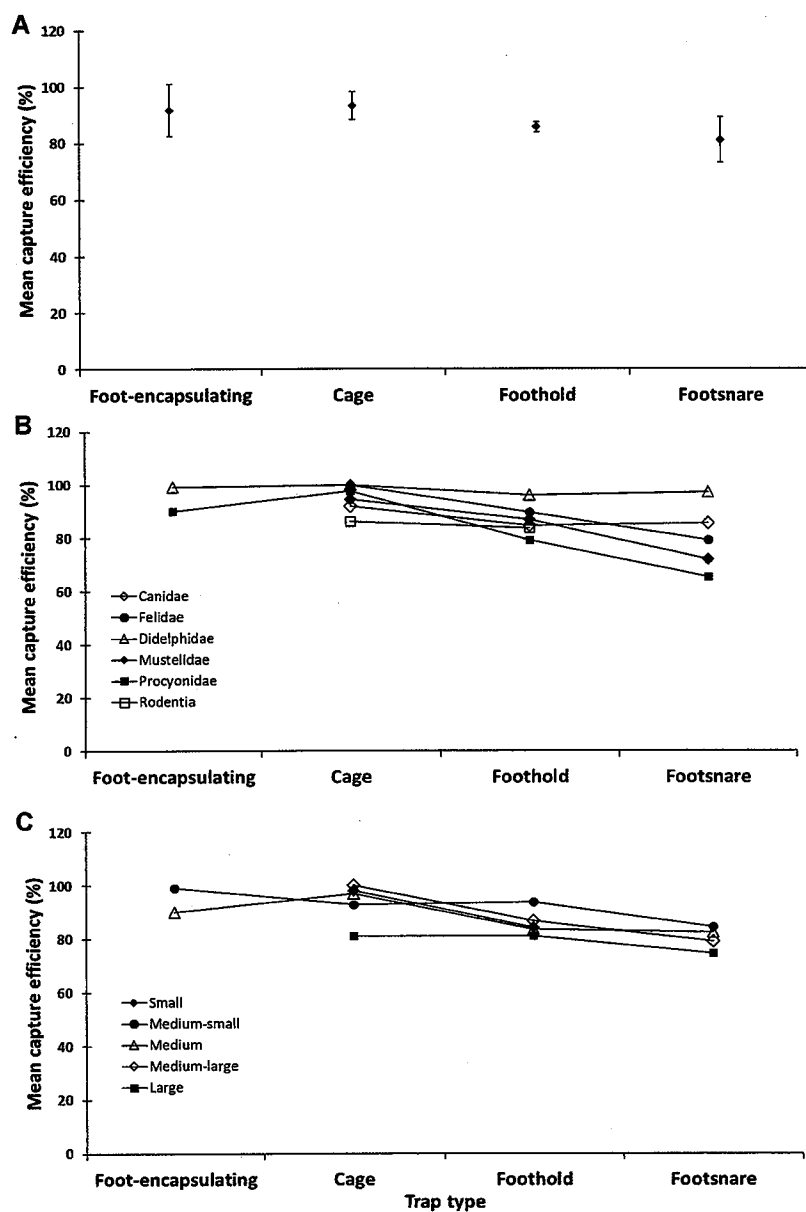 A
Mean capture efficiency (%)
120
100
80
60
40
20
0
Foot-encapsulating Cage Foothold Footsnare
B
Mean capture efficiency (%)
120
100
80
60
40
20
0
Canidae
Felidae
Didelphidae
Mustelidae
Procyonidae
Rodentia
Foot-encapsulating Cage Foothold Footsnare
C
Mean capture efficiency (%)
120
100
80
60
40
20
0
Small
Medium-small
Medium
Medium-large
Large
Foot-encapsulating Cage Foothold Footsnare
Trap type